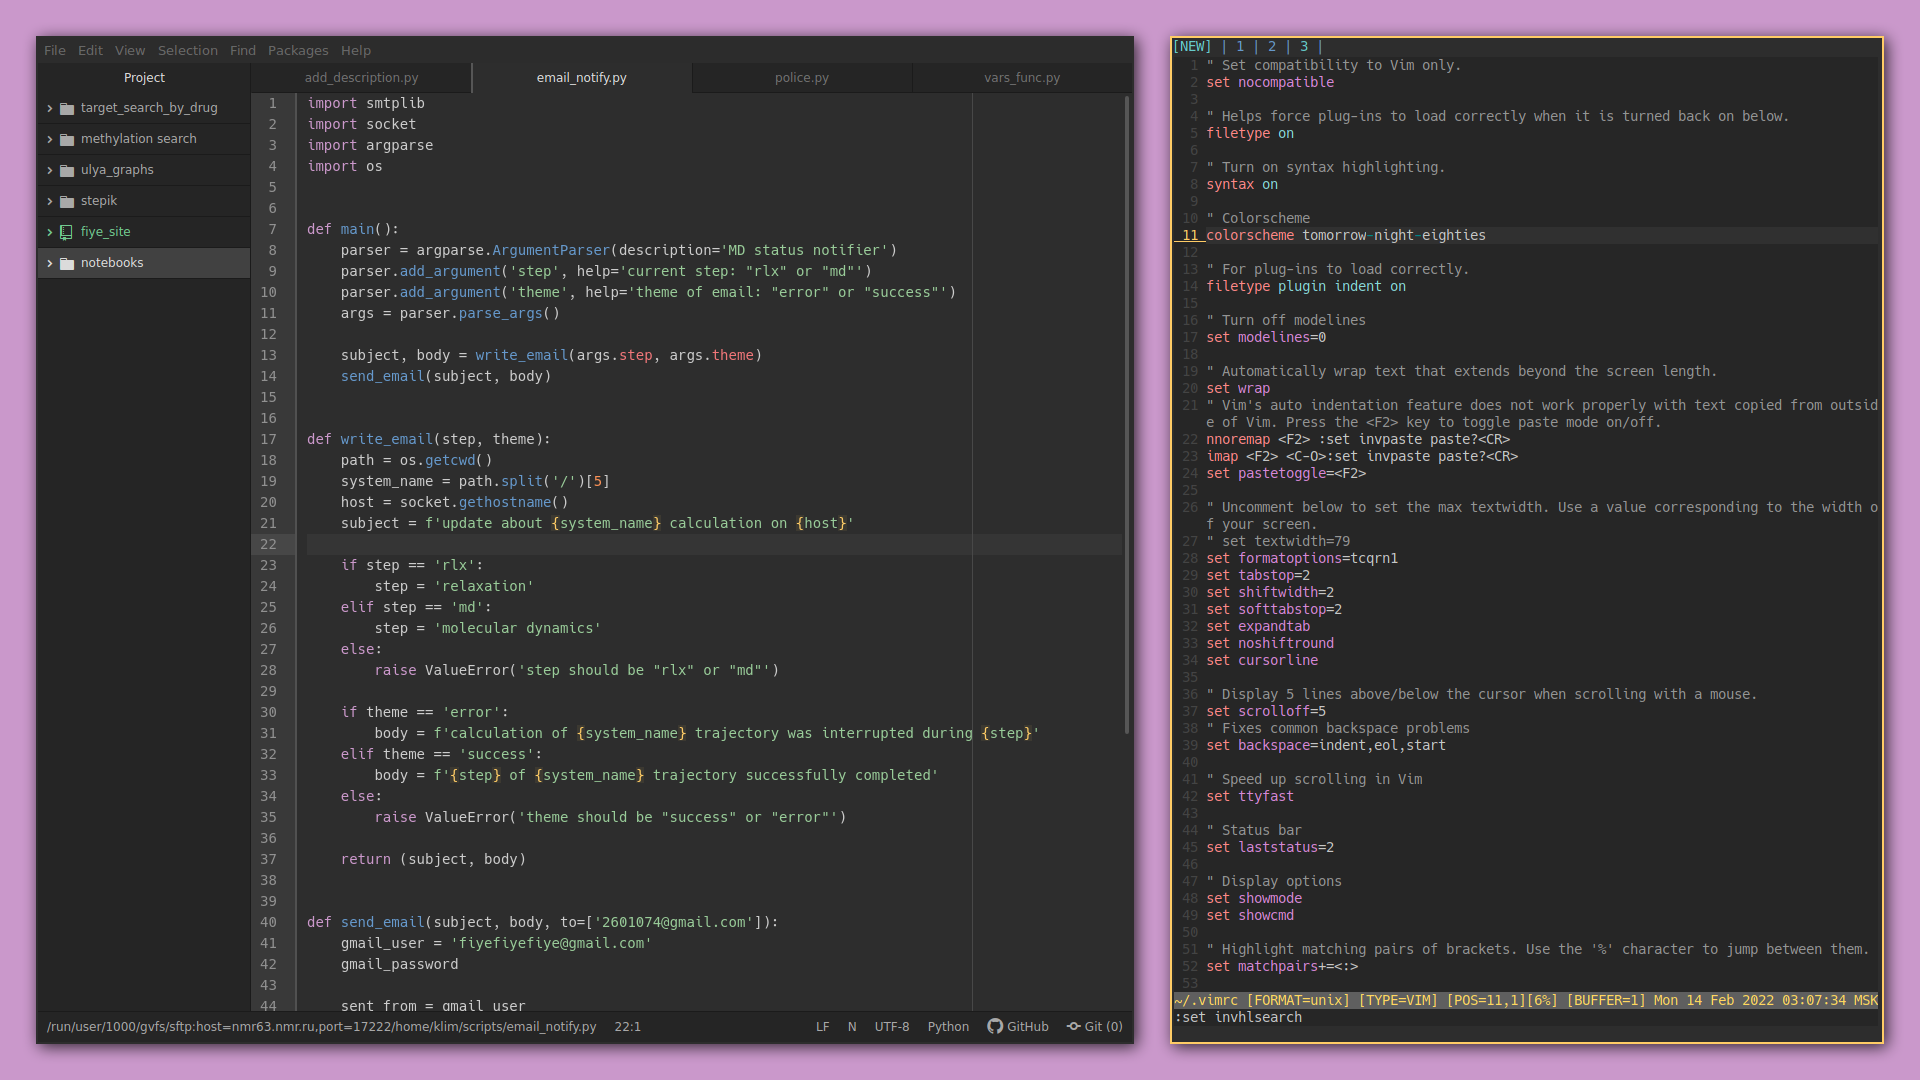 File Edit View Selection Find Packages Help
Project
target_search_by_drug
methylation search
ulya_graphs
stepik
fiye_site
notebooks
add_description.py email_notify.py police.py vars_func.py
1 import smtplib
2 import socket
3 import argparse
4 import os
5
6
7 def main():
8     parser = argparse.ArgumentParser(description='MD status notifier')
9     parser.add_argument('step', help='current step: "rlx" or "md"')
10     parser.add_argument('theme', help='theme of email: "error" or "success"')
11     args = parser.parse_args()
12
13     subject, body = write_email(args.step, args.theme)
14     send_email(subject, body)
15
16
17 def write_email(step, theme):
18     path = os.getcwd()
19     system_name = path.split('/')[5]
20     host = socket.gethostname()
21     subject = f'update about {system_name} calculation on {host}'
22
23     if step == 'rlx':
24         step = 'relaxation'
25     elif step == 'md':
26         step = 'molecular dynamics'
27     else:
28         raise ValueError('step should be "rlx" or "md"')
29
30     if theme == 'error':
31         body = f'calculation of {system_name} trajectory was interrupted during {step}'
32     elif theme == 'success':
33         body = f'{step} of {system_name} trajectory successfully completed'
34     else:
35         raise ValueError('theme should be "success" or "error"')
36
37     return (subject, body)
38
39
40 def send_email(subject, body, to=['2601074@gmail.com']):
41     gmail_user = 'fiyefiyefiye@gmail.com'
42     gmail_password
43
44     sent_from = gmail_user
/run/user/1000/gvfs/sftp:host=nmr63.nmr.ru,port=17222/home/klim/scripts/email_notify.py 22:1 LF N UTF-8 Python GitHub Git (0)
[NEW] | 1 | 2 | 3 |
1 " Set compatibility to Vim only.
2 set nocompatible
3
4 " Helps force plug-ins to load correctly when it is turned back on below.
5 filetype on
6
7 " Turn on syntax highlighting.
8 syntax on
9
10 " Colorscheme
11 colorscheme tomorrow-night-eighties
12
13 " For plug-ins to load correctly.
14 filetype plugin indent on
15
16 " Turn off modelines
17 set modelines=0
18
19 " Automatically wrap text that extends beyond the screen length.
20 set wrap
21 " Vim's auto indentation feature does not work properly with text copied from outsid
e of Vim. Press the <F2> key to toggle paste mode on/off.
22 nnoremap <F2> :set invpaste paste?<CR>
23 imap <F2> <C-O>:set invpaste paste?<CR>
24 set pastetoggle=<F2>
25
26 " Uncomment below to set the max textwidth. Use a value corresponding to the width o
f your screen.
27 " set textwidth=79
28 set formatoptions=tcqrn1
29 set tabstop=2
30 set shiftwidth=2
31 set softtabstop=2
32 set expandtab
33 set noshiftround
34 set cursorline
35
36 " Display 5 lines above/below the cursor when scrolling with a mouse.
37 set scrolloff=5
38 " Fixes common backspace problems
39 set backspace=indent,eol,start
40
41 " Speed up scrolling in Vim
42 set ttyfast
43
44 " Status bar
45 set laststatus=2
46
47 " Display options
48 set showmode
49 set showcmd
50
51 " Highlight matching pairs of brackets. Use the '%' character to jump between them.
52 set matchpairs+=<:>
53
~/.vimrc [FORMAT=unix] [TYPE=VIM] [POS=11,1][6%] [BUFFER=1] Mon 14 Feb 2022 03:07:34 MSK
:set invhlsearch